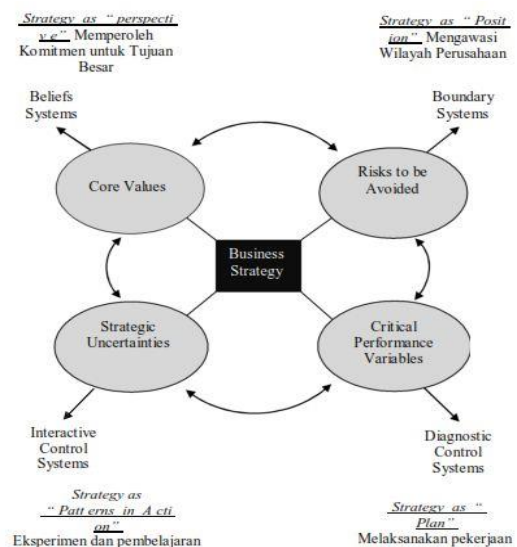 Strategy as “ perspecti
v e” Memperoleh
Komitmen untuk Tujuan
Besar
Strategy as “ Posit
ion” Mengawasi
Wilayah Perusahaan
Beliefs
Systems
Boundary
Systems
Core Values
Risks to be
Avoided
Business
Strategy
Strategic
Uncertainties
Critical
Performance
Variables
Interactive
Control
Systems
Diagnostic
Control
Systems
Strategy as
“ Patt erns in A cti
on”
Eksperimen dan pembelajaran
Strategy as “
Plan”
Melaksanakan pekerjaan